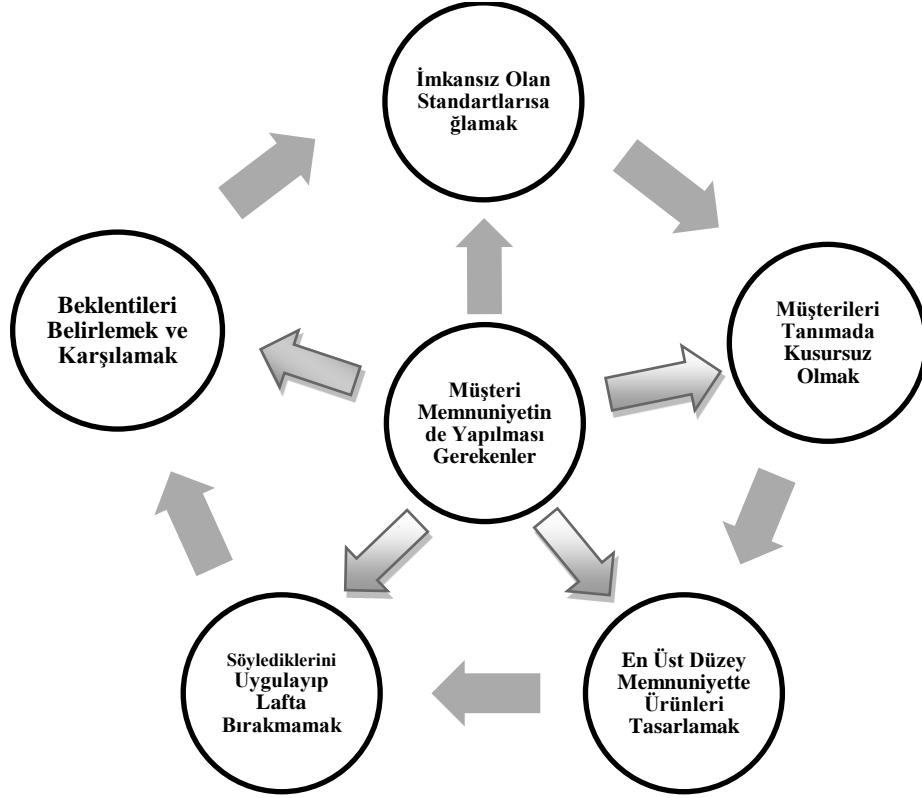 İmkansız Olan
Standartlarısa
ğlamak
Beklentileri
Belirlemek ve
Karşılamak
Müşterileri
Tanımada
Kusursuz
Olmak
Müşteri
Memnuniyetin
de Yapılması
Gerekenler
Söylediklerini
Uygulayıp
Lafta
Bırakmamak
En Üst Düzey
Memnuniyette
Ürünleri
Tasarlamak